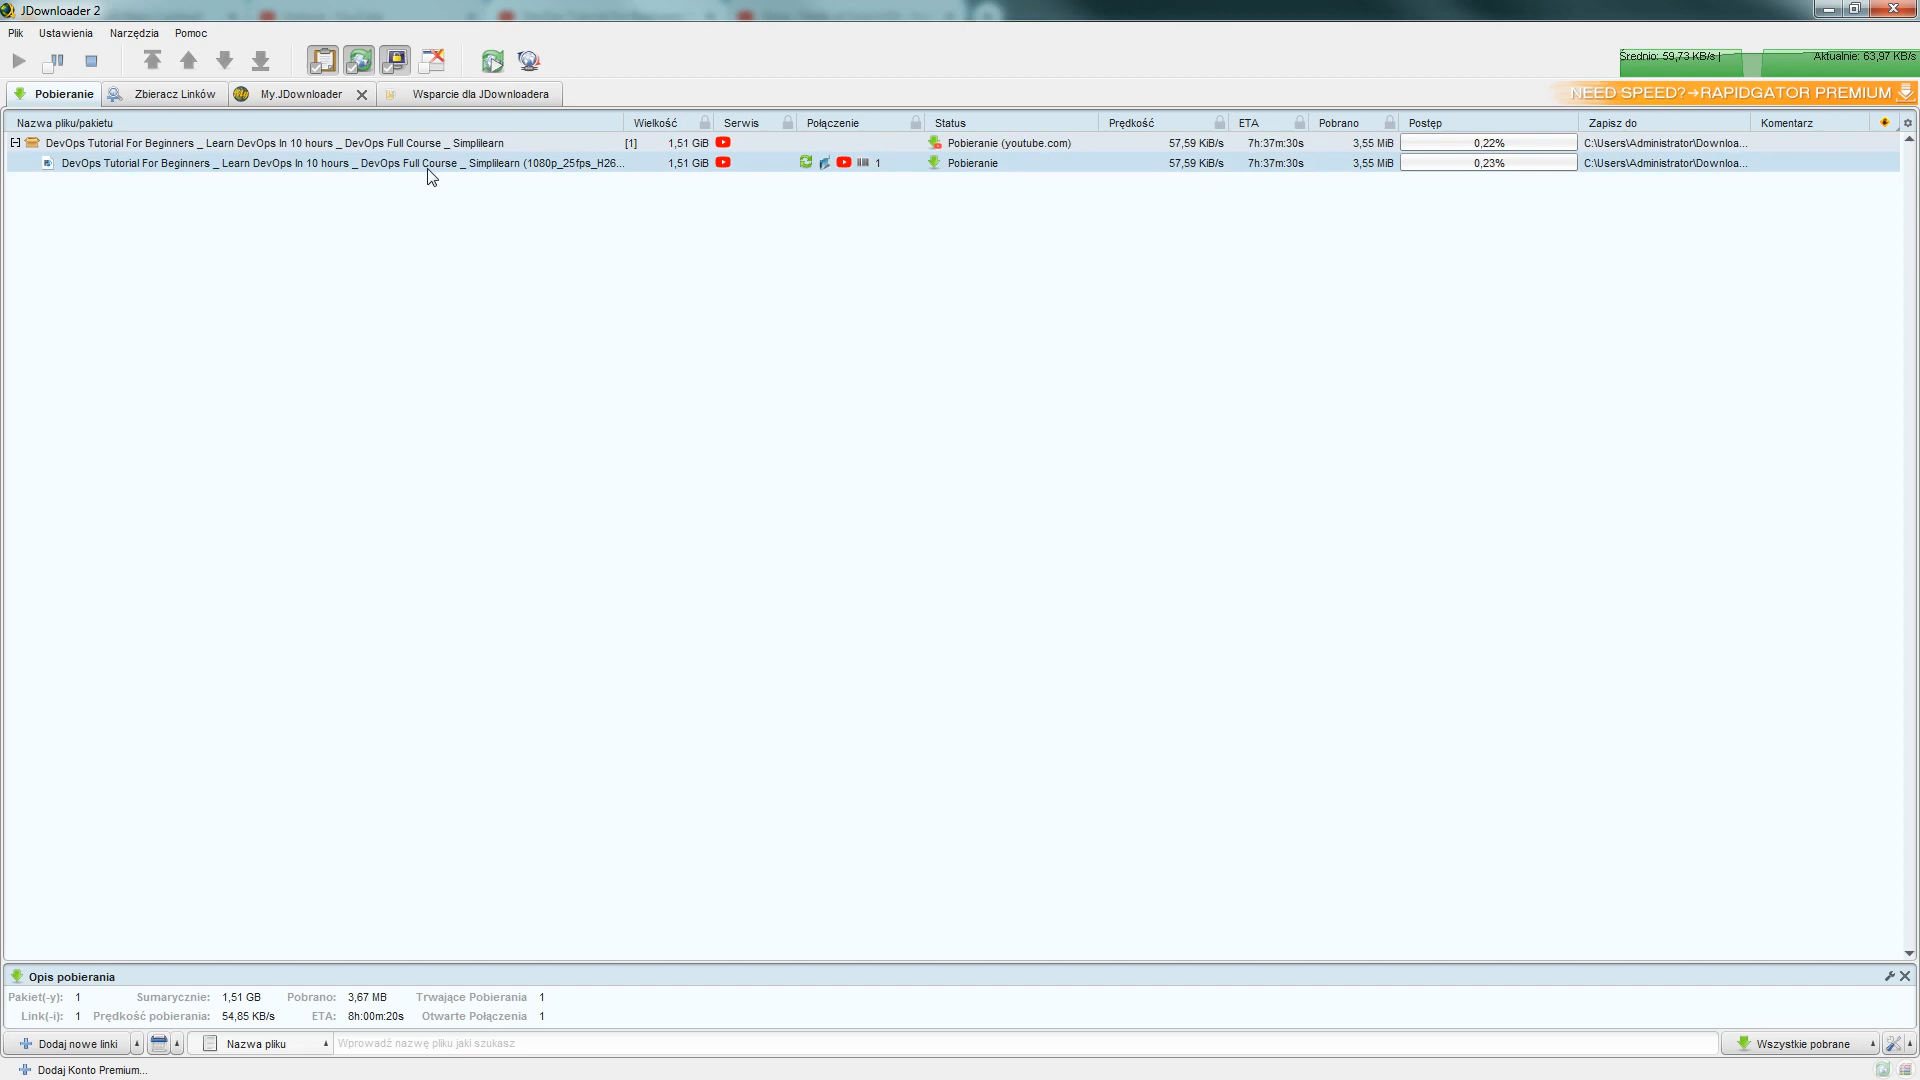 JDownloader 2
Plik Ustawienia Narzędzia Pomoc
Średnio: 59,73 KB/s | Aktualnie: 63,97 KB/s
Pobieranie Zbieracz Linków My.JDownloader Wsparcie dla JDownloadera
NEED SPEED?→RAPIDGATOR PREMIUM
Nazwa pliku/pakietu Wielkość Serwis Połączenie Status Prędkość ETA Pobrano Postęp Zapisz do Komentarz
DevOps Tutorial For Beginners _ Learn DevOps In 10 hours _ DevOps Full Course _ Simplilearn [1] 1,51 GiB Pobieranie (youtube.com) 57,59 KiB/s 7h:37m:30s 3,55 MiB 0,22% C:\Users\Administrator\Downloa...
DevOps Tutorial For Beginners _ Learn DevOps In 10 hours _ DevOps Full Course _ Simplilearn (1080p_25fps_H26... 1,51 GiB 1 Pobieranie 57,59 KiB/s 7h:37m:30s 3,55 MiB 0,23% C:\Users\Administrator\Downloa...
Opis pobierania
Pakiet(-y): 1 Sumarycznie: 1,51 GB Pobrano: 3,67 MB Trwające Pobierania 1
Link(-i): 1 Prędkość pobierania: 54,85 KB/s ETA: 8h:00m:20s Otwarte Połączenia 1
Dodaj nowe linki Nazwa pliku Wprowadź nazwę pliku jaki szukasz Wszystkie pobrane
Dodaj Konto Premium...